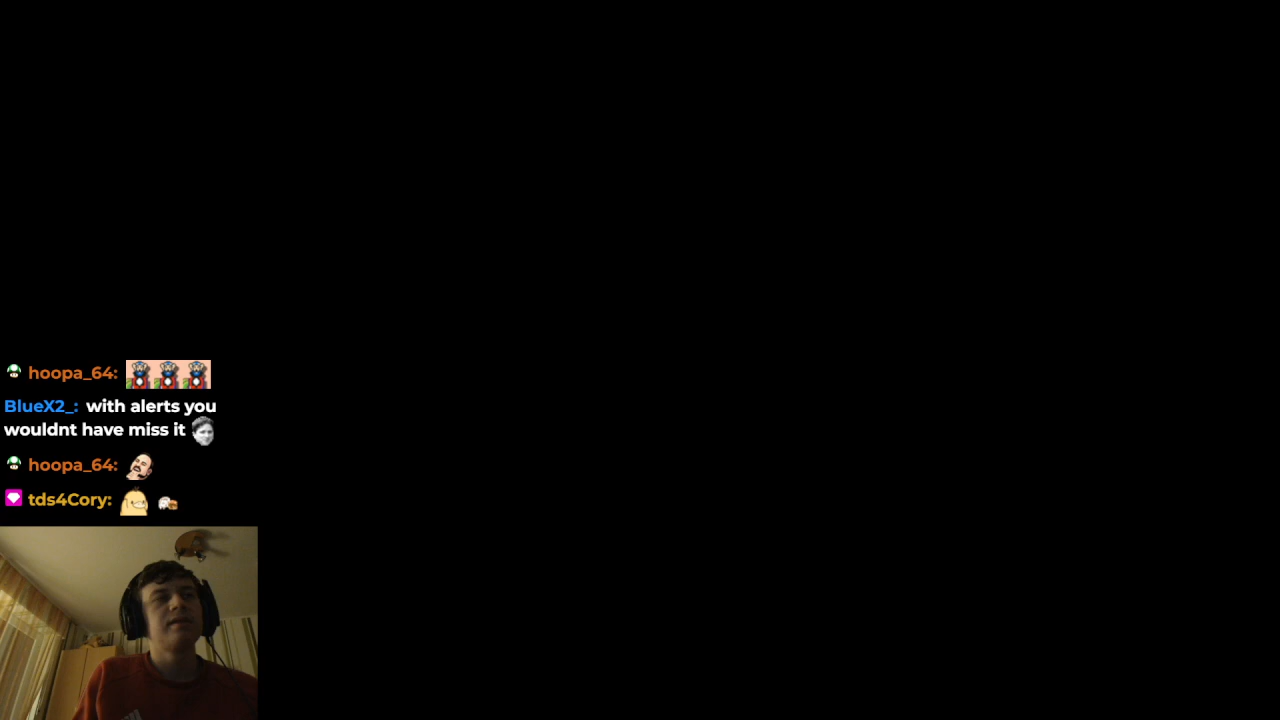 hoopa_64:
BlueX2_: with alerts you
wouldnt have miss it
hoopa_64:
tds4Cory: